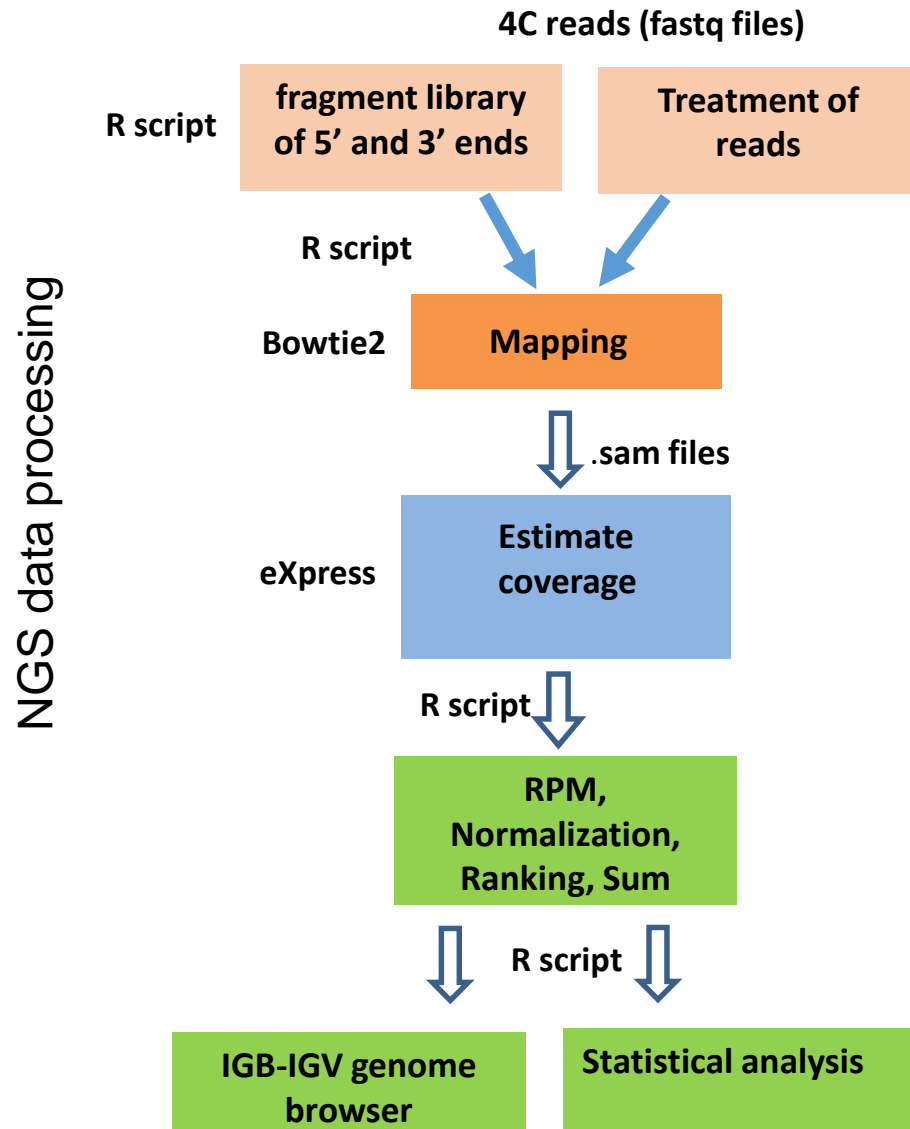 4C reads (fastq files)
R script
fragment library
of 5’ and 3’ ends
Treatment of
reads
R script
NGS data processing
Bowtie2
Mapping
.sam files
eXpress
Estimate
coverage
R script
RPM,
Normalization,
Ranking, Sum
R script
IGB-IGV genome
browser
Statistical analysis